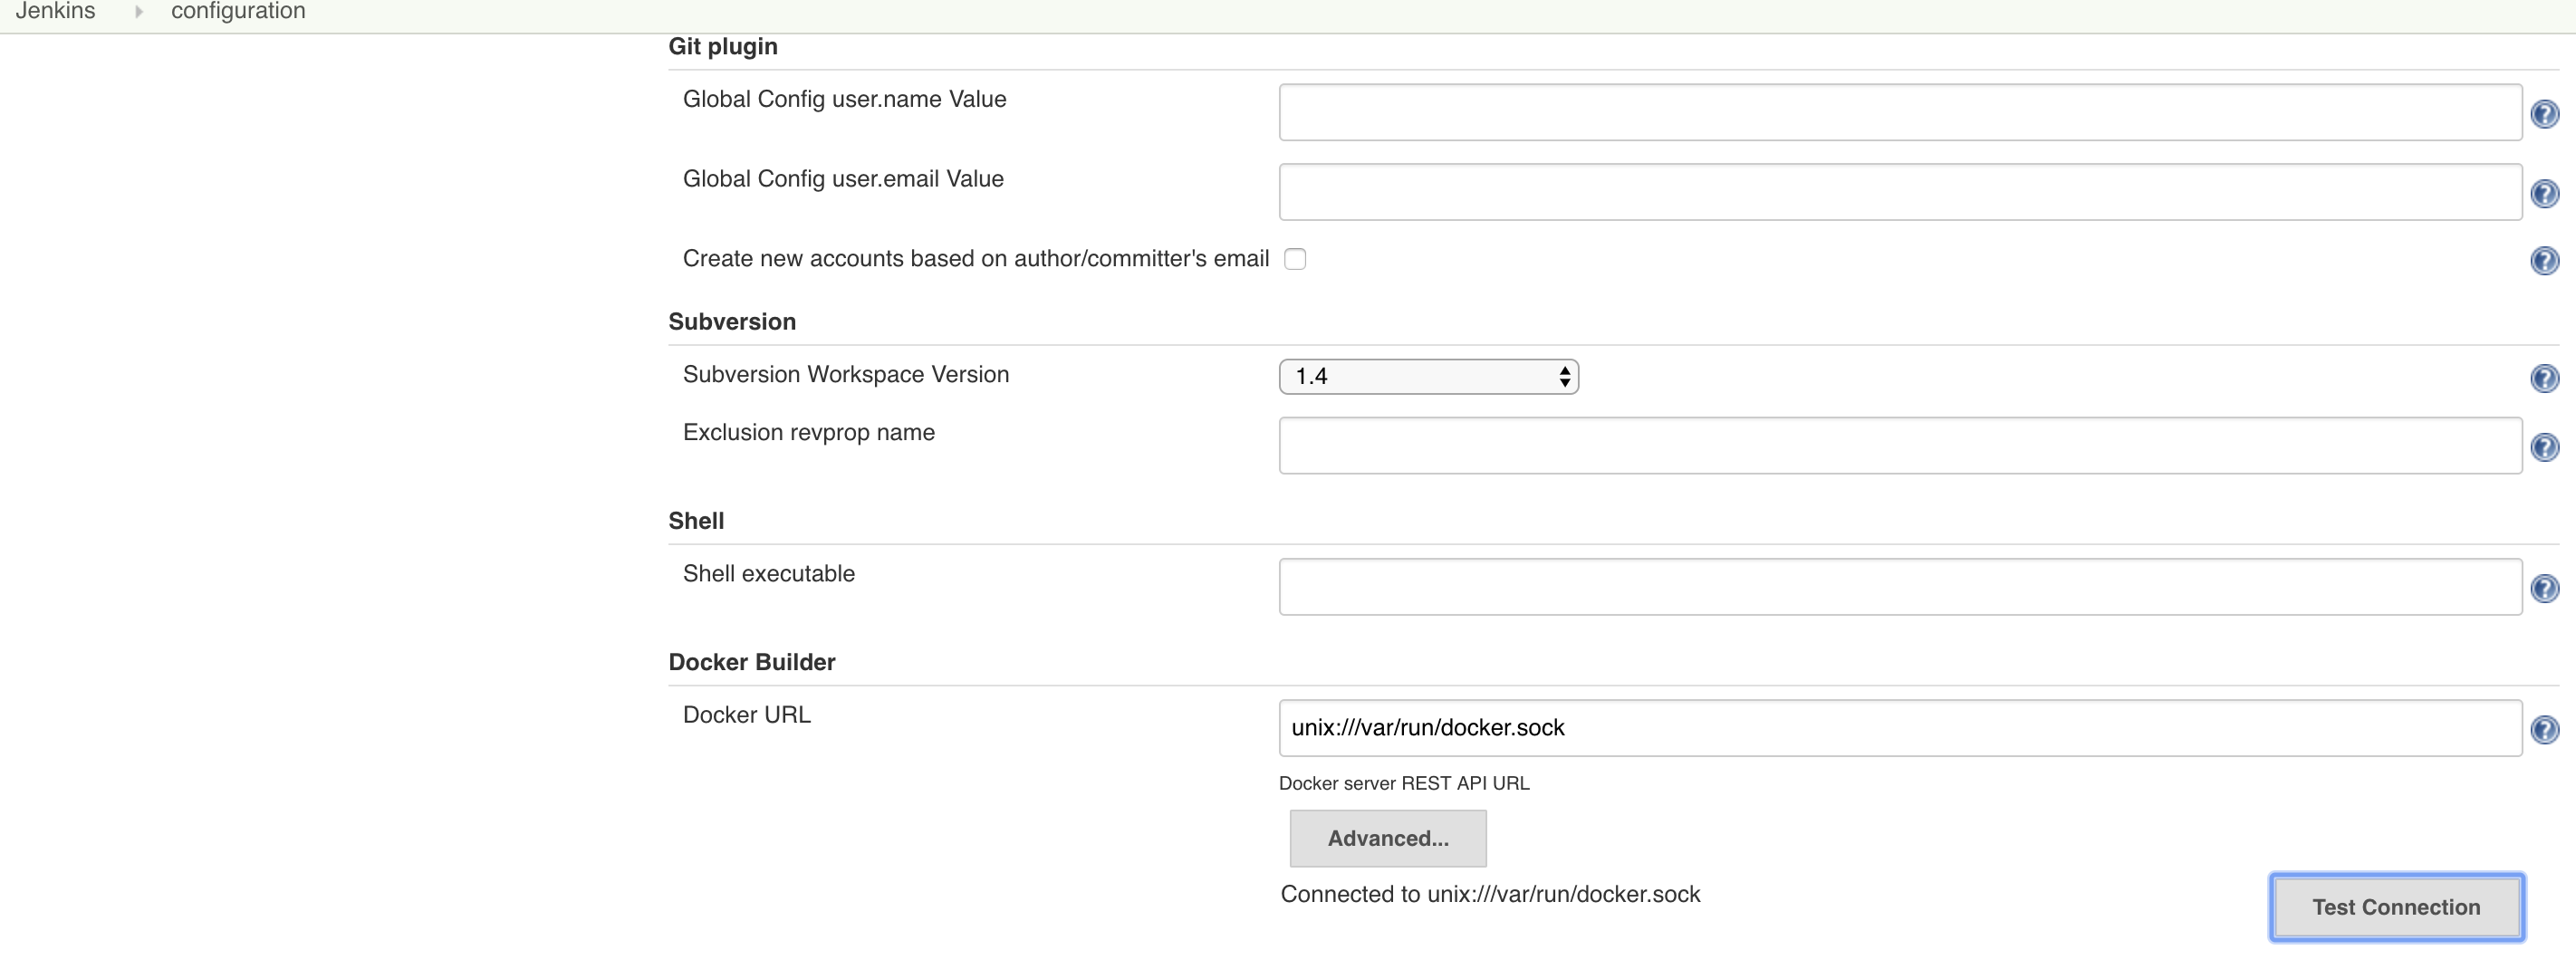 Jenkins configuration
Git plugin
Global Config user.name Value
Global Config user.email Value
Create new accounts based on author/committer's email
Subversion
Subversion Workspace Version 1.4
Exclusion revprop name
Shell
Shell executable
Docker Builder
Docker URL unix:///var/run/docker.sock
Docker server REST API URL
Advanced...
Connected to unix:///var/run/docker.sock
Test Connection